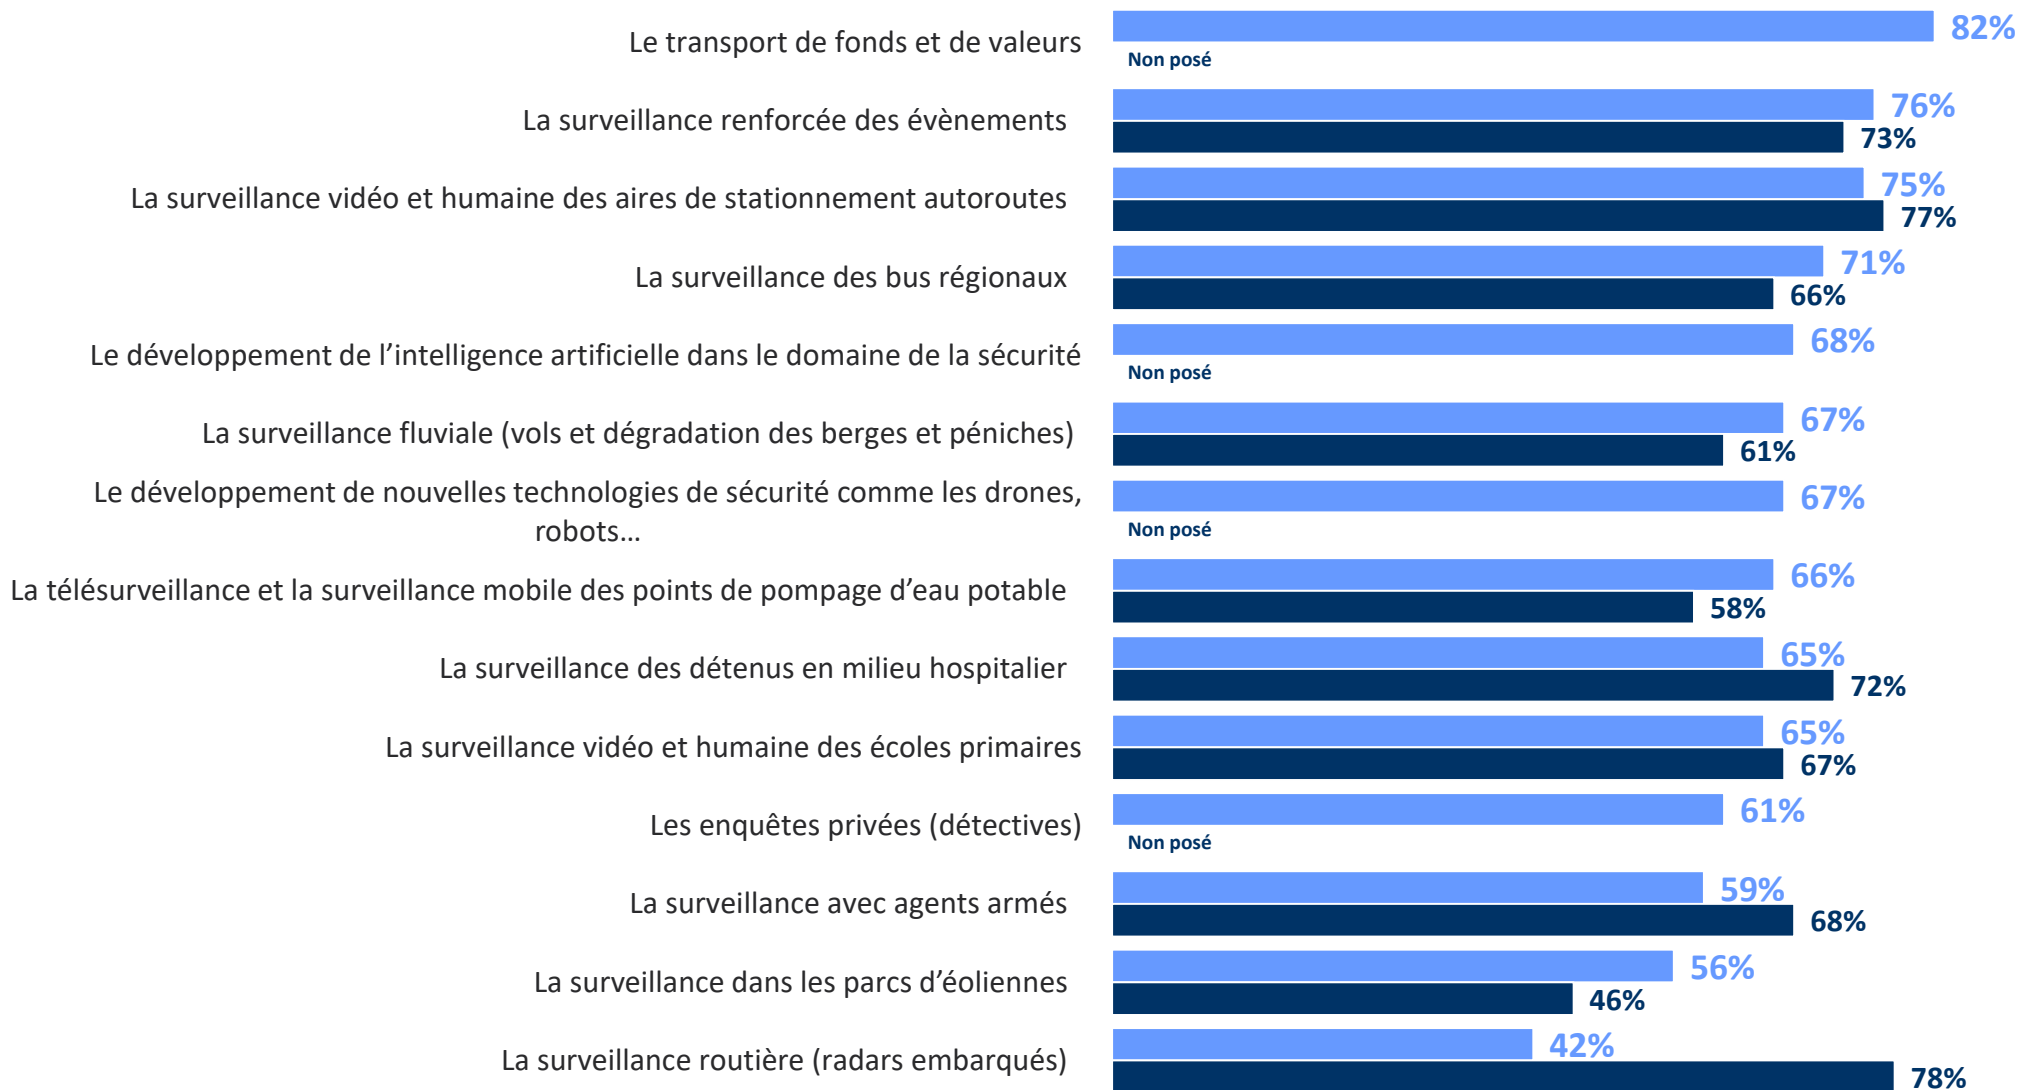 Le transport de fonds et de valeurs
82%
Non posé
La surveillance renforcée des évènements
76%
73%
La surveillance vidéo et humaine des aires de stationnement autoroutes
75%
77%
La surveillance des bus régionaux
71%
66%
Le développement de l’intelligence artificielle dans le domaine de la sécurité
68%
Non posé
La surveillance fluviale (vols et dégradation des berges et péniches)
67%
61%
Le développement de nouvelles technologies de sécurité comme les drones,
robots…
67%
Non posé
La télésurveillance et la surveillance mobile des points de pompage d’eau potable
66%
58%
La surveillance des détenus en milieu hospitalier
65%
72%
La surveillance vidéo et humaine des écoles primaires
65%
67%
Les enquêtes privées (détectives)
61%
Non posé
La surveillance avec agents armés
59%
68%
La surveillance dans les parcs d’éoliennes
56%
46%
La surveillance routière (radars embarqués)
42%
78%